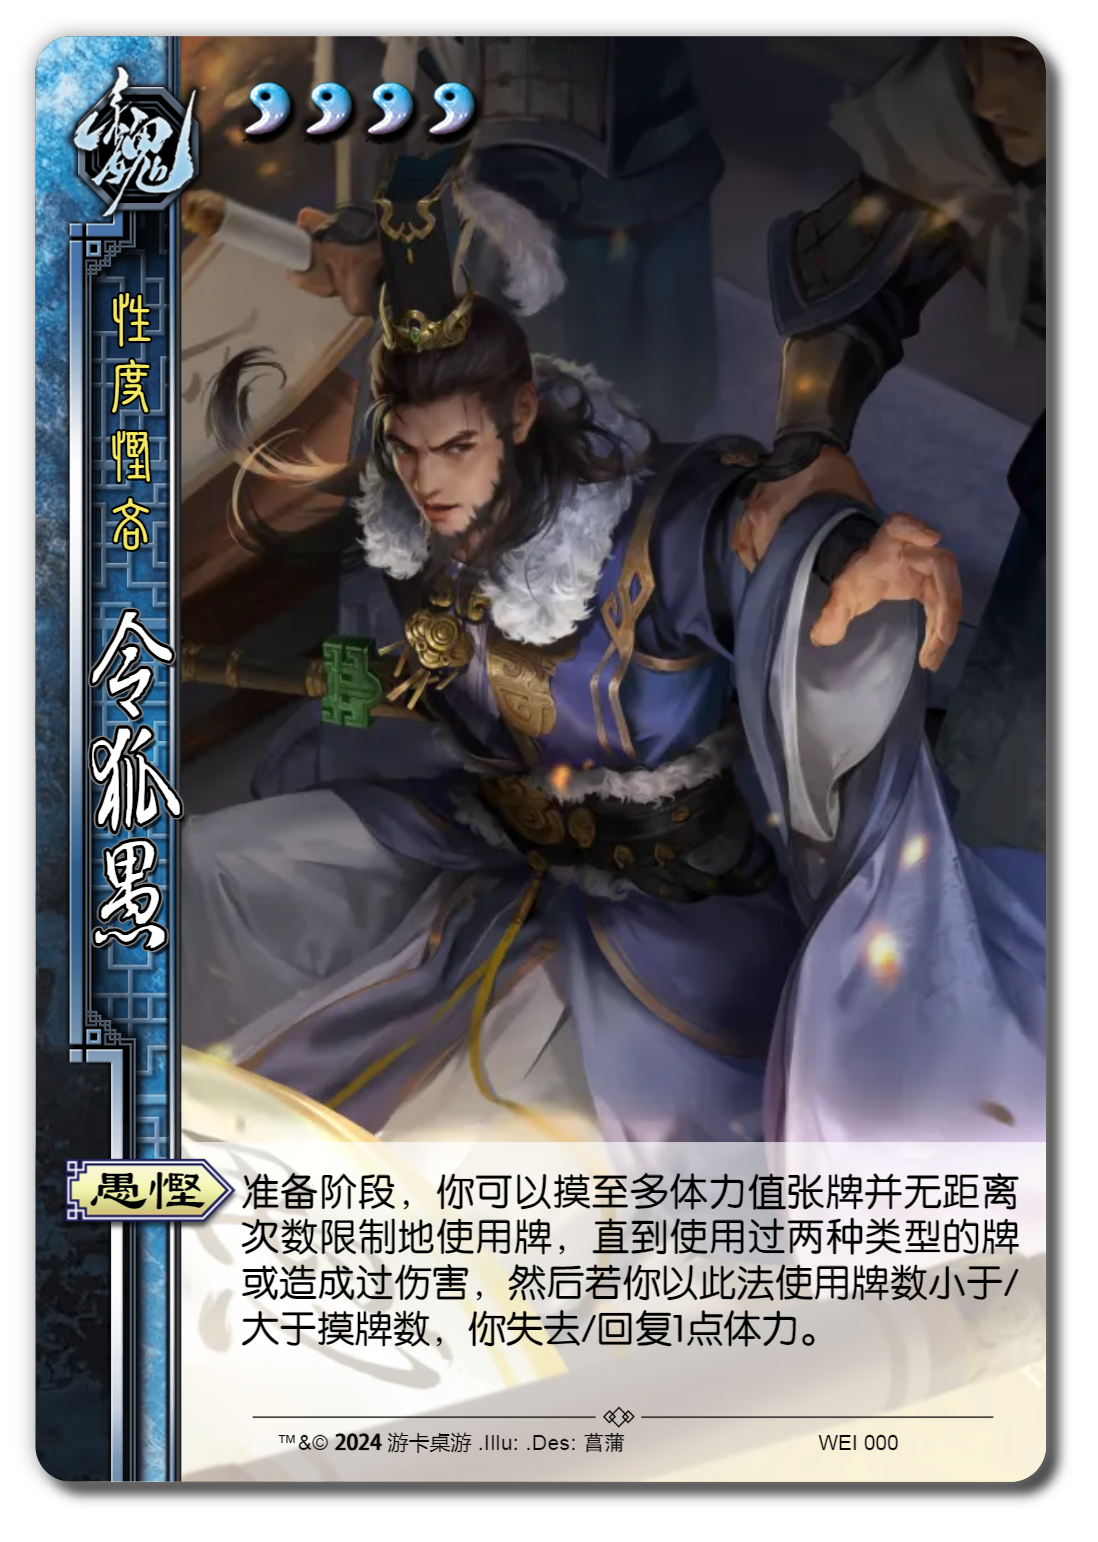 魏
性度慳吝
令狐愚
愚慳
准备阶段，你可以摸至多体力值张牌并无距离
次数限制地使用牌，直到使用过两种类型的牌
或造成过伤害，然后若你以此法使用牌数小于/
大于摸牌数，你失去/回复1点体力。
™&© 2024 游卡桌游 .Illu: .Des: 菖蒲
WEI 000